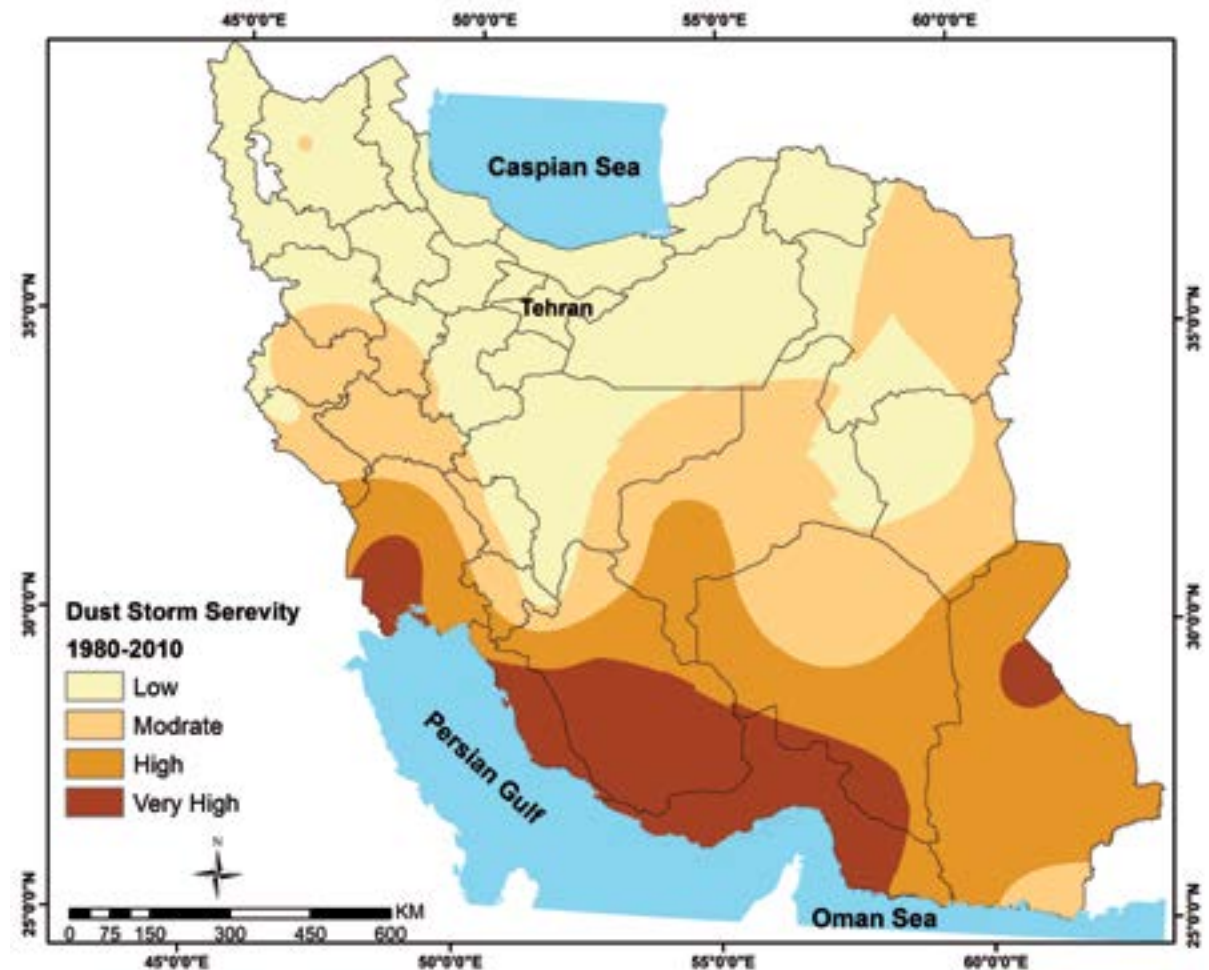 45°0'0"E 50°0'0"E 55°0'0"E 60°0'0"E
Caspian Sea
35°0'0"N
Tehran
35°0'0"N
30°0'0"N
30°0'0"N
Dust Storm Serevity
1980-2010
Low
Modrate
High
Very High
Persian Gulf
N
KM
0 75 150 300 450 600
25°0'0"N
Oman Sea
25°0'0"N
45°0'0"E 50°0'0"E 55°0'0"E 60°0'0"E